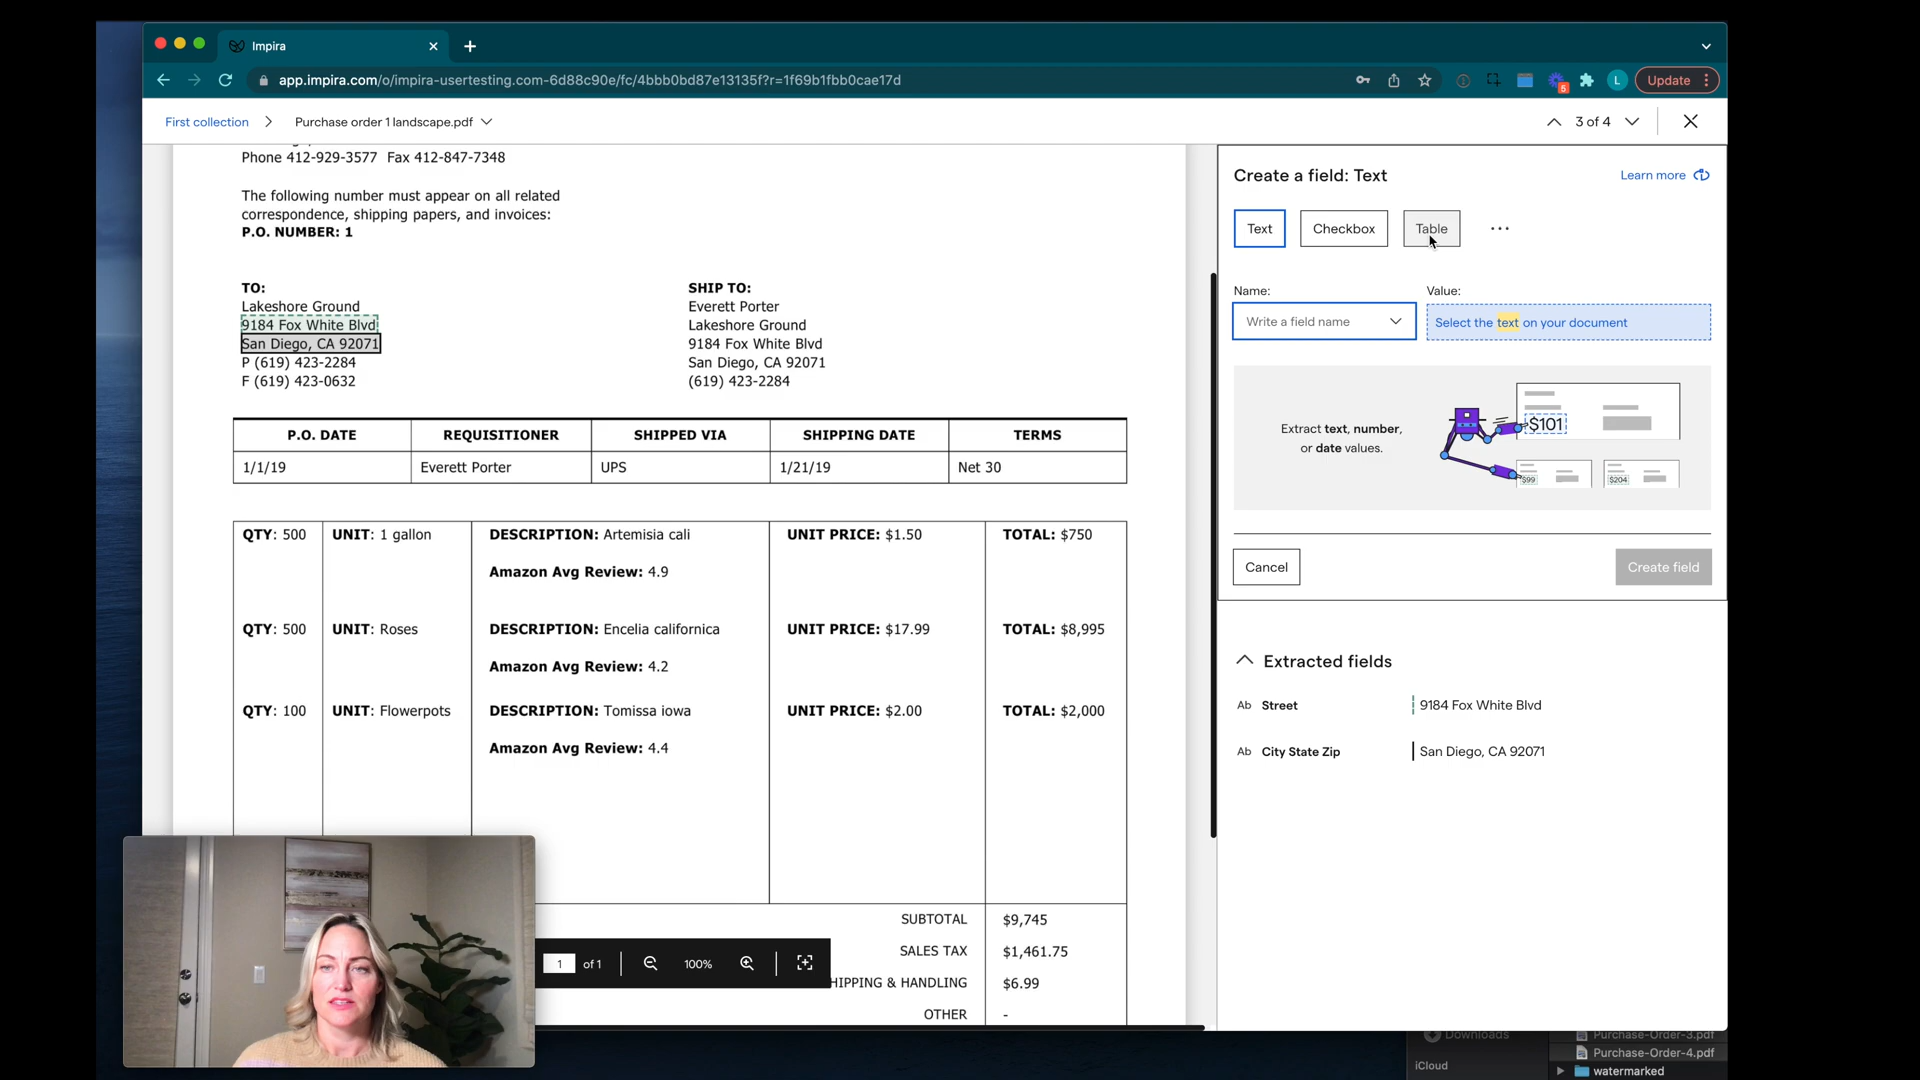 Impira
app.impira.com/o/impira-usertesting.com-6d88c90e/fc/4bbb0bd87e13135f?r=1f69b1fbb0cae17d
5
L
Update
First collection
Purchase order 1 landscape.pdf
3 of 4
Phone 412-929-3577 Fax 412-847-7348
The following number must appear on all related
correspondence, shipping papers, and invoices:
P.O. NUMBER: 1
TO:
Lakeshore Ground
9184 Fox White Blvd
San Diego, CA 92071
P (619) 423-2284
F (619) 423-0632
SHIP TO:
Everett Porter
Lakeshore Ground
9184 Fox White Blvd
San Diego, CA 92071
(619) 423-2284
P.O. DATE REQUISITIONER SHIPPED VIA SHIPPING DATE TERMS
1/1/19 Everett Porter UPS 1/21/19 Net 30
QTY: 500 UNIT: 1 gallon DESCRIPTION: Artemisia cali UNIT PRICE: $1.50 TOTAL: $750
Amazon Avg Review: 4.9
QTY: 500 UNIT: Roses DESCRIPTION: Encelia californica UNIT PRICE: $17.99 TOTAL: $8,995
Amazon Avg Review: 4.2
QTY: 100 UNIT: Flowerpots DESCRIPTION: Tomissa iowa UNIT PRICE: $2.00 TOTAL: $2,000
Amazon Avg Review: 4.4
SUBTOTAL $9,745
SALES TAX $1,461.75
HIPPING & HANDLING $6.99
OTHER -
1 of 1 100%
Create a field: Text
Learn more
Text Checkbox Table ...
Name: Value:
Write a field name Select the text on your document
Extract text, number,
or date values.
$101
$99 $204
Cancel Create field
Extracted fields
Ab Street 9184 Fox White Blvd
Ab City State Zip San Diego, CA 92071
Downloads Purchase-Order-3.pdf
Purchase-Order-4.pdf
iCloud
watermarked